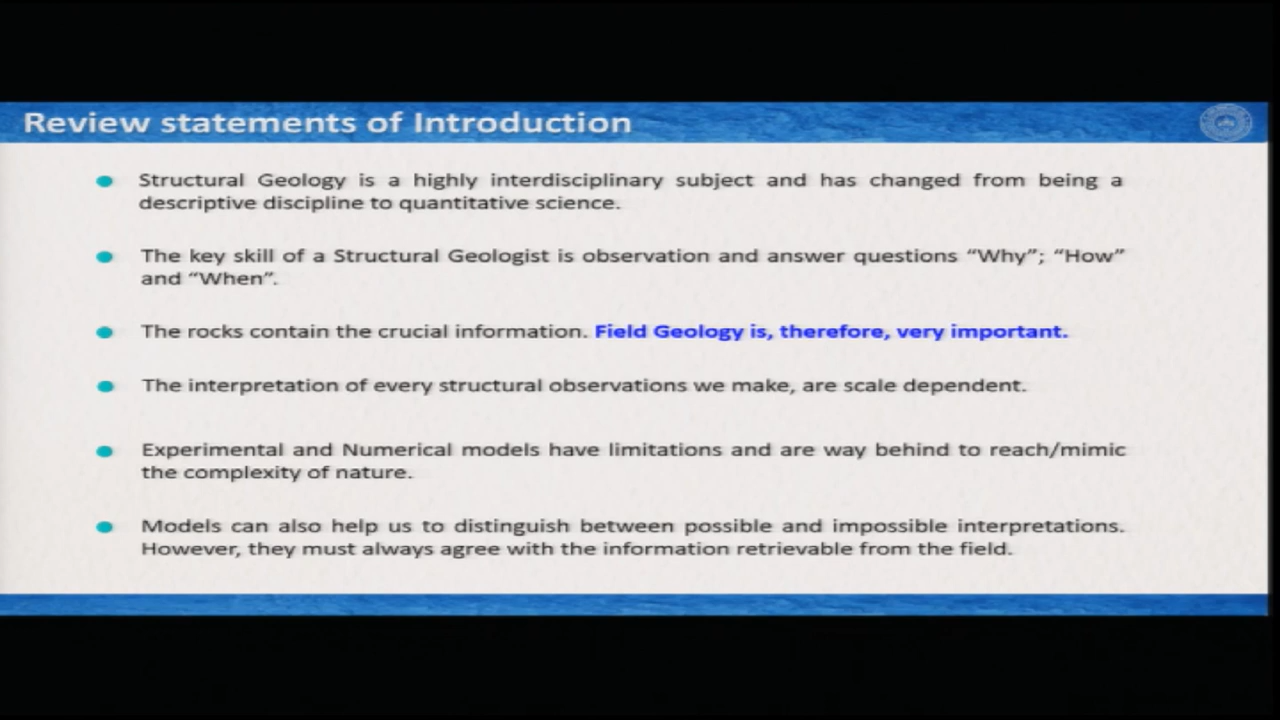 Review statements of Introduction
Structural Geology is a highly interdisciplinary subject and has changed from being a
descriptive discipline to quantitative science.
The key skill of a Structural Geologist is observation and answer questions “Why”; “How”
and “When”.
The rocks contain the crucial information. Field Geology is, therefore, very important.
The interpretation of every structural observations we make, are scale dependent.
Experimental and Numerical models have limitations and are way behind to reach/mimic
the complexity of nature.
Models can also help us to distinguish between possible and impossible interpretations.
However, they must always agree with the information retrievable from the field.